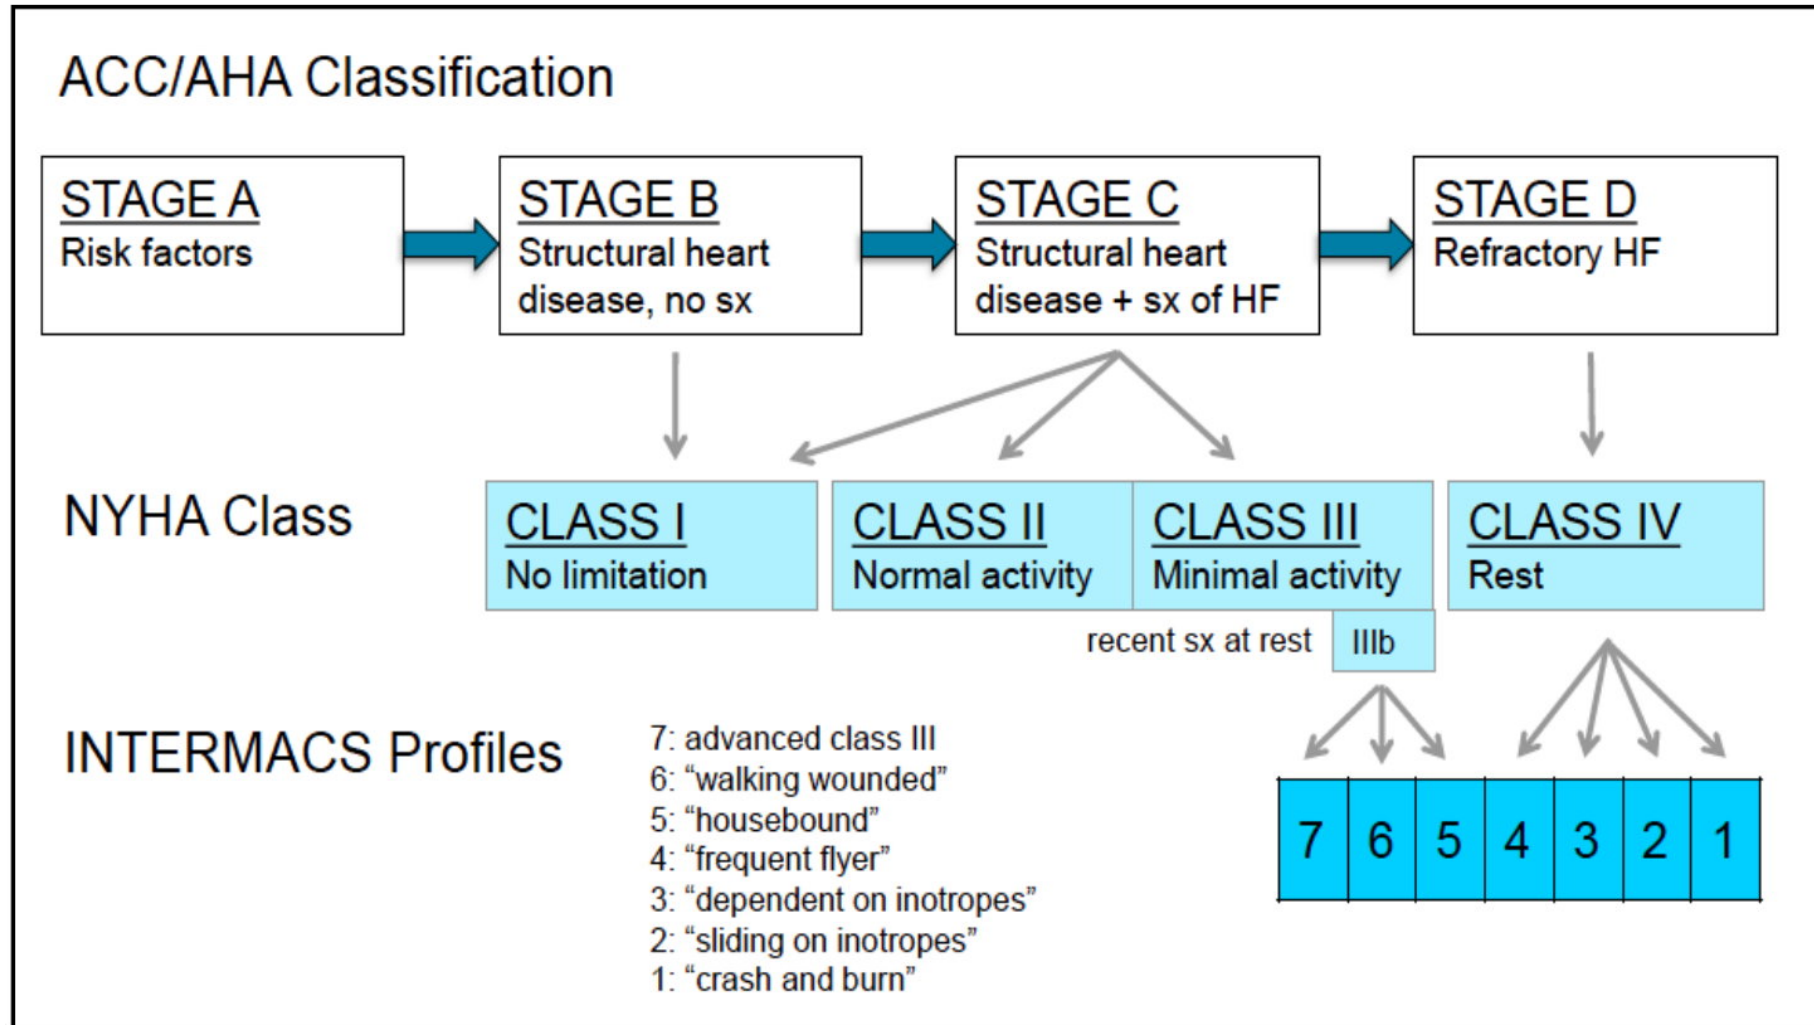 ACC/AHA Classification
STAGE A
Risk factors
STAGE B
Structural heart
disease, no sx
STAGE C
Structural heart
disease + sx of HF
STAGE D
Refractory HF
NYHA Class
CLASS I
No limitation
CLASS II
Normal activity
CLASS III
Minimal activity
CLASS IV
Rest
recent sx at rest
IIIb
INTERMACS Profiles
7: advanced class III
6: “walking wounded”
5: “housebound”
4: “frequent flyer”
3: “dependent on inotropes”
2: “sliding on inotropes”
1: “crash and burn”
7 6 5 4 3 2 1